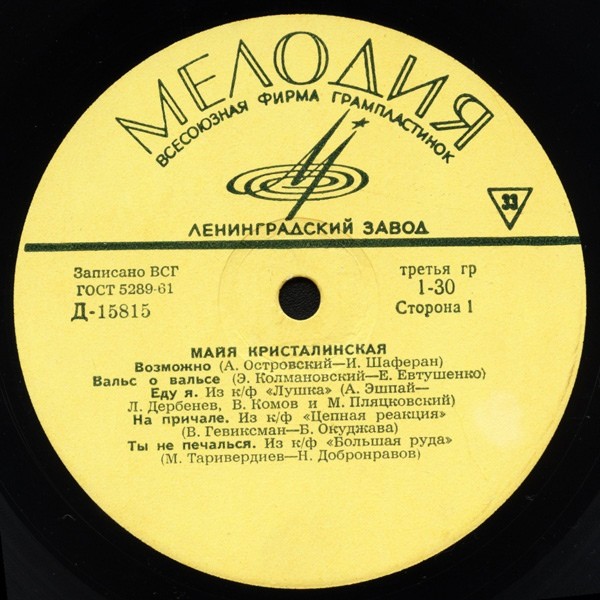 МЕЛОДИЯ
ВСЕСОЮЗНАЯ ФИРМА ГРАМПЛАСТИНОК
33
ЛЕНИНГРАДСКИЙ ЗАВОД
Записано ВСГ
ГОСТ 5289-61
Д-15815
третья гр
1-30
Сторона 1
МАЙЯ КРИСТАЛИНСКАЯ
Возможно (А. Островский—И. Шаферан)
Вальс о вальсе (Э. Колмановский—Е. Евтушенко)
Еду я. Из к/ф «Лушка» (А. Эшпай—
Л. Дербенев, В. Комов и М. Пляцковский)
На причале. Из к/ф «Цепная реакция»
(В. Гевиксман—Б. Окуджава)
Ты не печалься. Из к/ф «Большая руда»
(М. Таривердиев—Н. Добронравов)